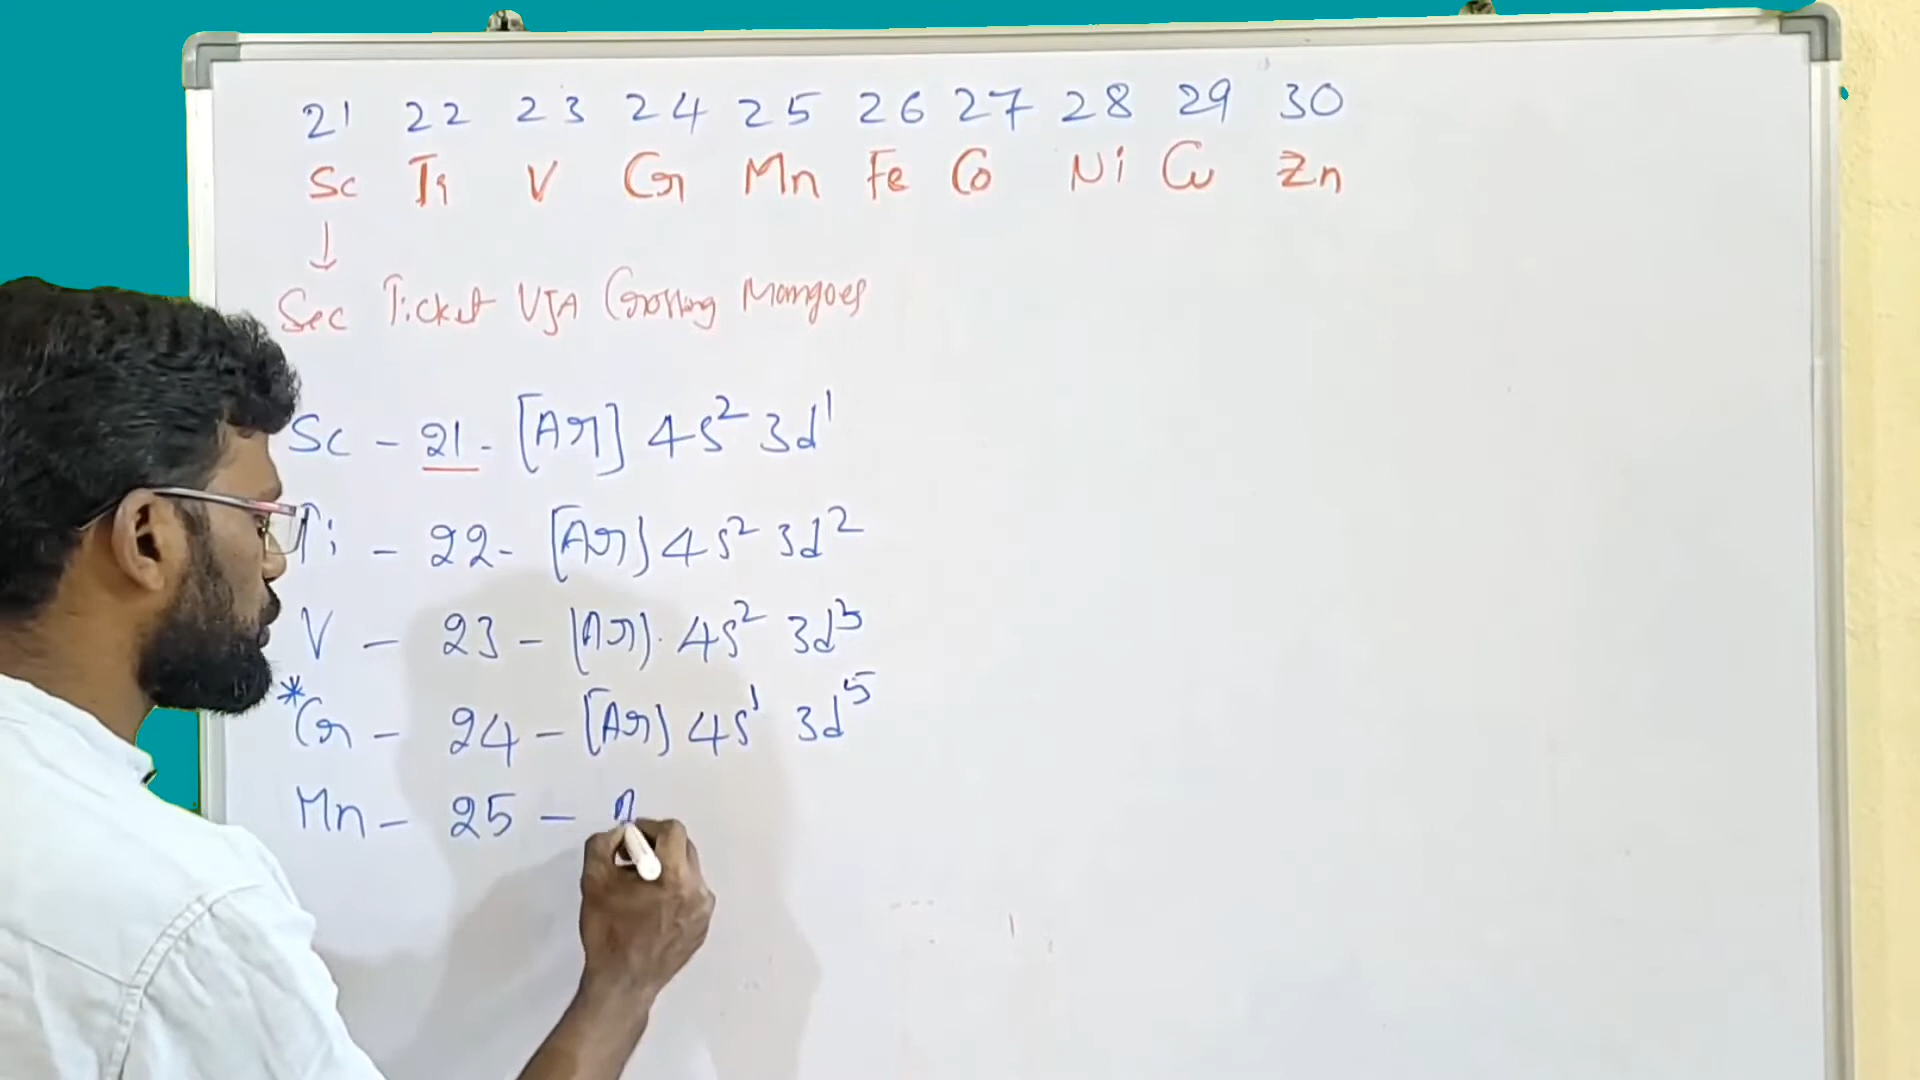 21 22 23 24 25 26 27 28 29 30
Sc Ti V Cr Mn Fe Co Ni Cu Zn
↓
Sec Ticket VJA Crossing Mangoes
Sc - 21 - [Ar] 4s² 3d¹
Ti - 22 - [Ar] 4s² 3d²
V - 23 - [Ar] 4s² 3d³
*Cr - 24 - [Ar] 4s¹ 3d⁵
Mn - 25 -